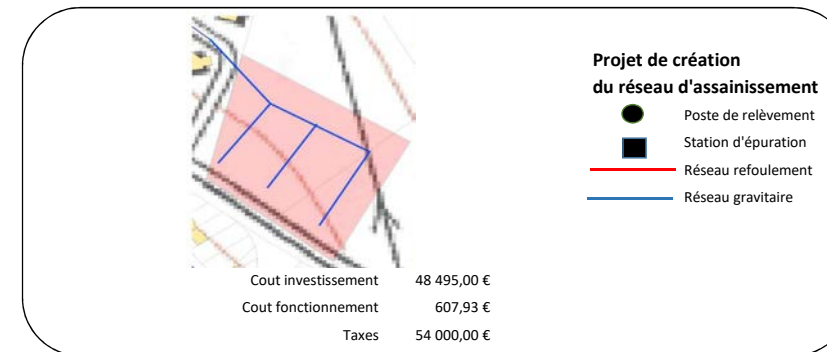 Projet de création
du réseau d'assainissement
Poste de relèvement
Station d'épuration
Réseau refoulement
Réseau gravitaire
Cout investissement 48 495,00 €
Cout fonctionnement 607,93 €
Taxes 54 000,00 €